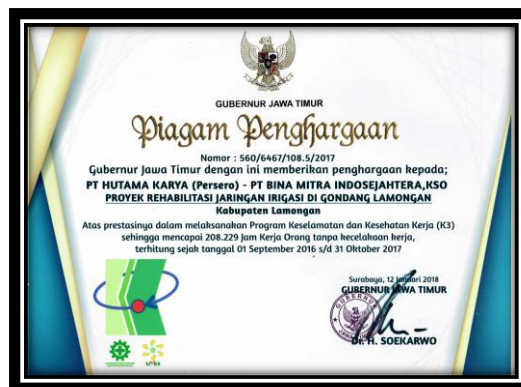 GUBERNUR JAWA TIMUR
Piagam Penghargaan
Nomor : 560/6467/108.5/2017
Gubernur Jawa Timur dengan ini memberikan penghargaan kepada;
PT HUTAMA KARYA (Persero) - PT BINA MITRA INDOSEJAHTERA,KSO
PROYEK REHABILITASI JARINGAN IRIGASI DI GONDANG LAMONGAN
Kabupaten Lamongan
Atas prestasinya dalam melaksanakan Program Keselamatan dan Kesehatan Kerja (K3)
sehingga mencapai 208.229 Jam Kerja Orang tanpa kecelakaan kerja,
terhitung sejak tanggal 01 September 2016 s/d 31 Oktober 2017
Surabaya, 12 Januari 2018
GUBERNUR JAWA TIMUR
GUBERNUR
Dr. H. SOEKARWO
SMK3